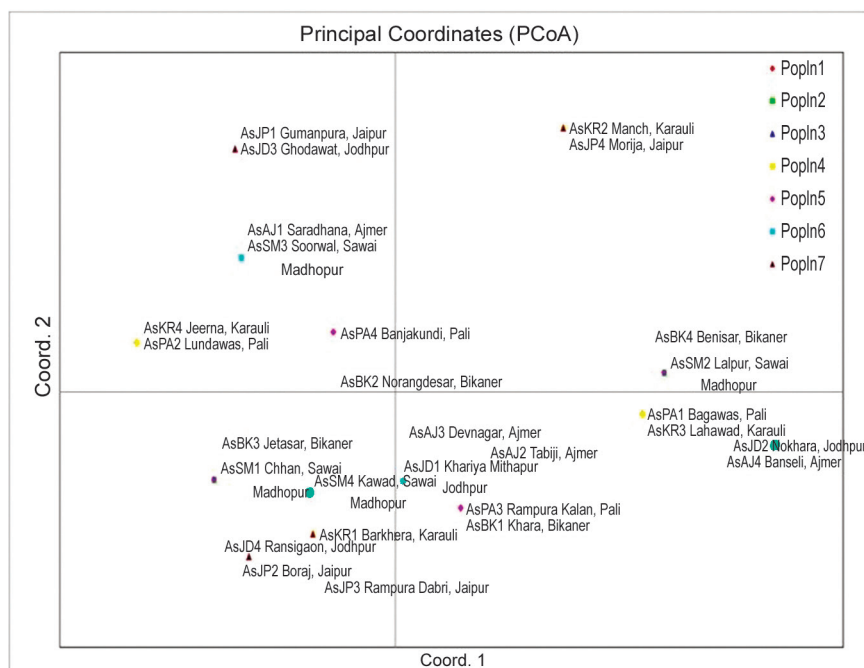 Principal Coordinates (PCoA)
Popln1
Popln2
Popln3
Popln4
Popln5
Popln6
Popln7
AsJP1 Gumanpura, Jaipur
AsJD3 Ghodawat, Jodhpur
AsKR2 Manch, Karauli
AsJP4 Morija, Jaipur
AsAJ1 Saradhana, Ajmer
AsSM3 Soorwal, Sawai
Madhopur
AsKR4 Jeerna, Karauli
AsPA2 Lundawas, Pali
AsPA4 Banjakundi, Pali
AsBK4 Benisar, Bikaner
AsSM2 Lalpur, Sawai
Madhopur
AsBK2 Norangdesar, Bikaner
AsPA1 Bagawas, Pali
AsKR3 Lahawad, Karauli
AsJD2 Nokhara, Jodhpur
AsAJ4 Banseli, Ajmer
AsAJ3 Devnagar, Ajmer
AsAJ2 Tabiji, Ajmer
AsJD1 Khariya Mithapur
Jodhpur
AsBK3 Jetasar, Bikaner
AsSM1 Chhan, Sawai
Madhopur
AsSM4 Kawad, Sawai
Madhopur
AsPA3 Rampura Kalan, Pali
AsBK1 Khara, Bikaner
AsKR1 Barkhera, Karauli
AsJD4 Ransigaon, Jodhpur
AsJP2 Boraj, Jaipur
AsJP3 Rampura Dabri, Jaipur
Coord. 2
Coord. 1